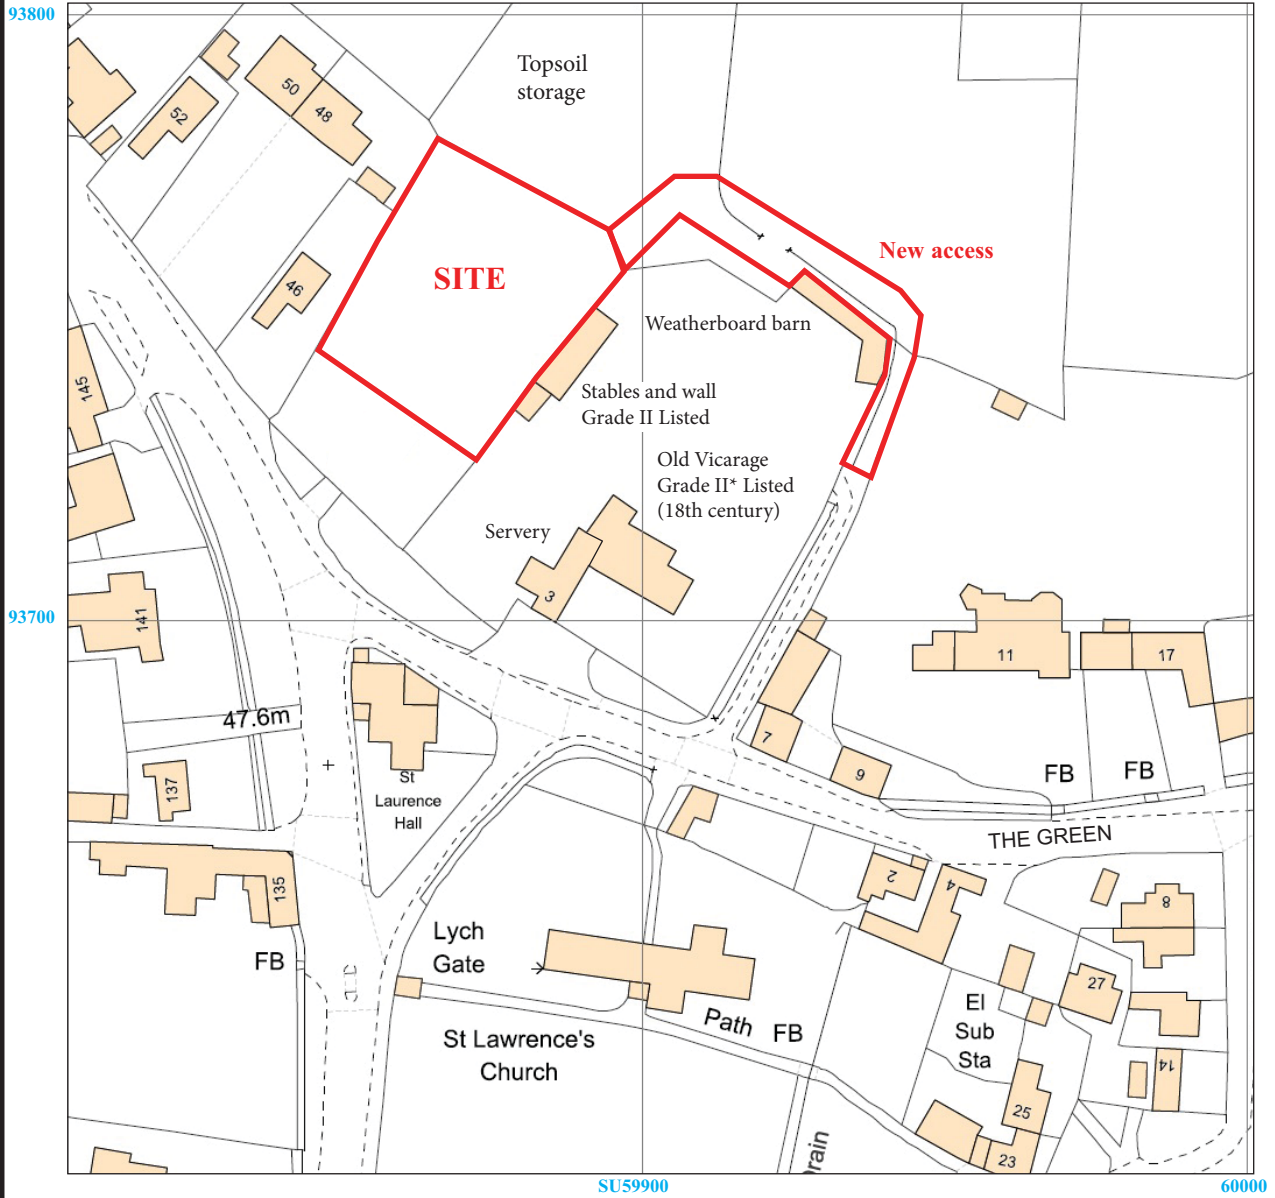 93800
Topsoil
storage
50
48
52
New access
SITE
46
Weatherboard barn
Stables and wall
Grade II Listed
145
Old Vicarage
Grade II* Listed
(18th century)
Servery
3
93700
141
11
17
47.6m
7
9
FB
FB
137
St
Laurence
Hall
THE GREEN
135
2
4
8
Lych
Gate
FB
27
El
Sub
Sta
Path
FB
St Lawrence's
Church
14
25
23
SU59900
60000